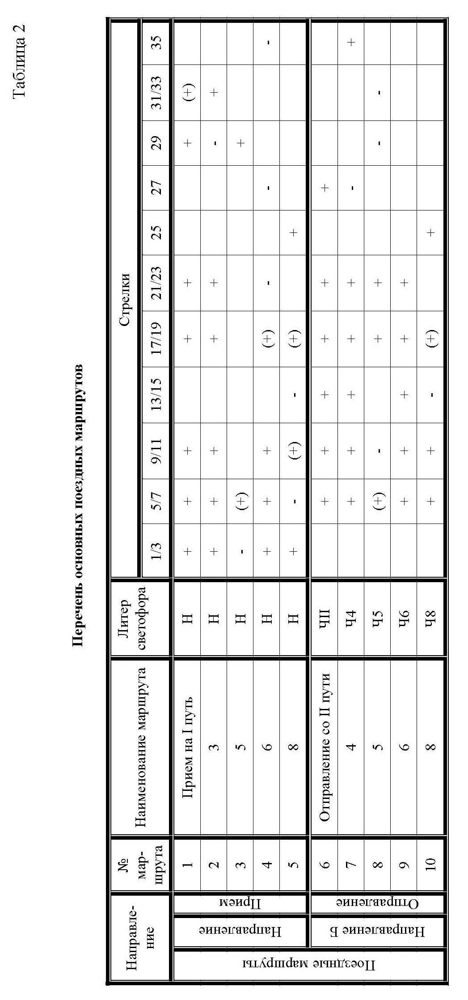 Таблица 2
Перечень основных поездных маршрутов
Направле-
ние
№
мар-
шрута
Наименование маршрута
Литер
светофора
Стрелки
1/3 5/7 9/11 13/15 17/19 21/23 25 27 29 31/33 35
Поездные маршруты
Направление
Прием
1 Прием на I путь Н + + + + + + (+)
2 3 Н + + + + + - +
3 5 Н - (+) +
4 6 Н + + + (+) - - -
5 8 Н + - (+) - (+) +
Направление Б
Отправление
6 Отправление со II пути ЧII + + + + + +
7 4 Ч4 + + + + + - +
8 5 Ч5 (+) - + + - -
9 6 Ч6 + + + + +
10 8 Ч8 + + - (+) +